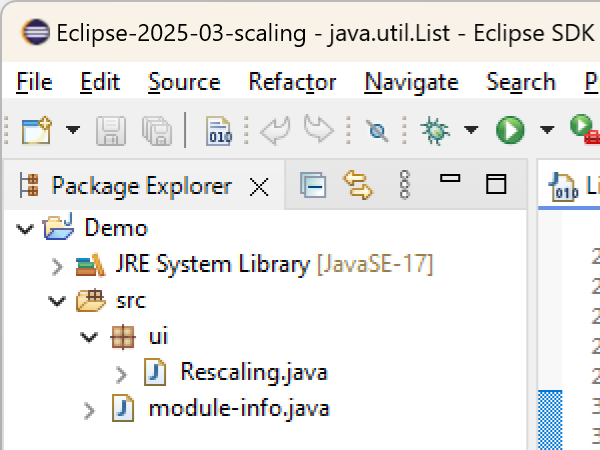 Eclipse-2025-03-scaling - java.util.List - Eclipse SDK
File Edit Source Refactor Navigate Search P
010
Package Explorer
010 Li
Demo
JRE System Library [JavaSE-17]
2
src
2
2
ui
2
Rescaling.java
2
module-info.java
3
3